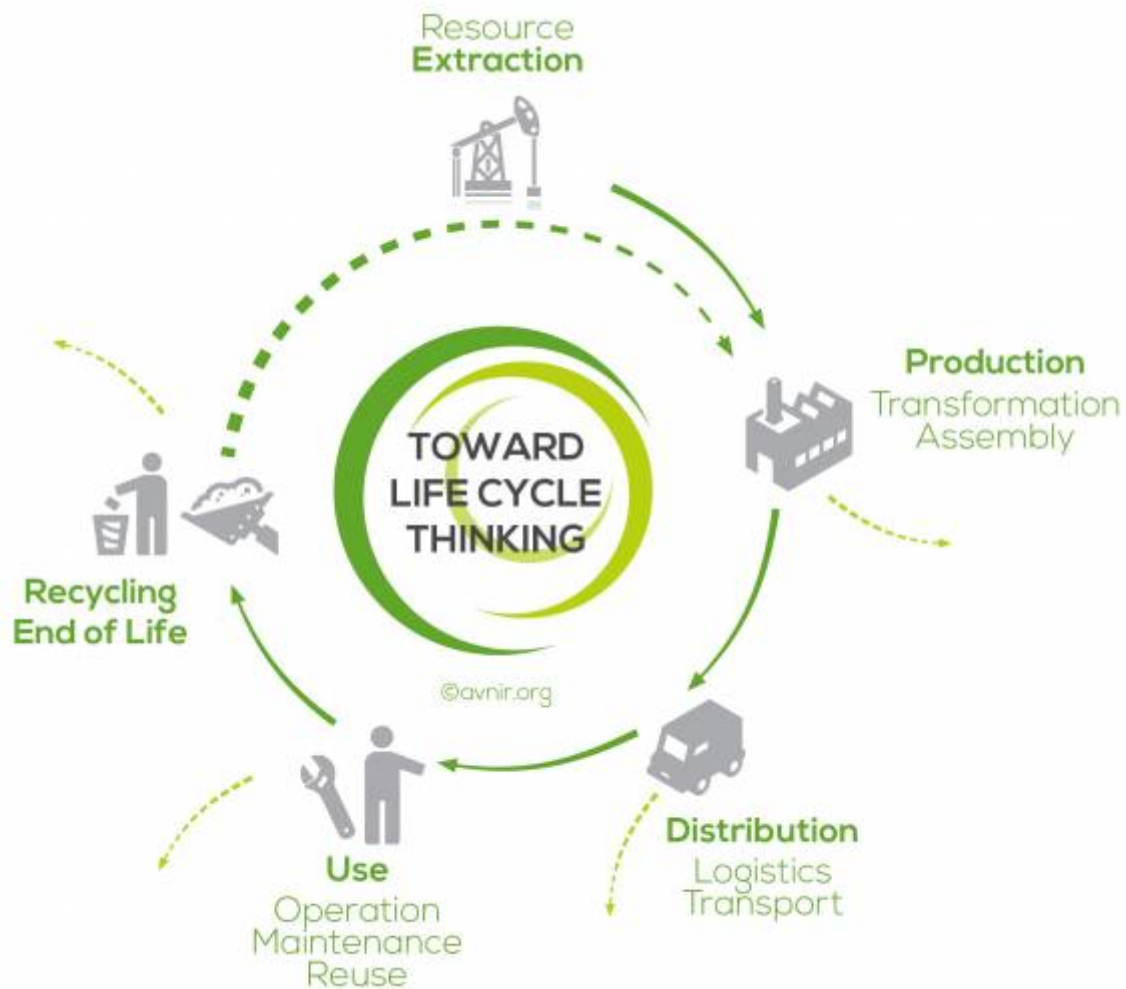 Resource
Extraction
Production
Transformation
Assembly
TOWARD
LIFE CYCLE
THINKING
Recycling
End of Life
©avnir.org
Distribution
Logistics
Transport
Use
Operation
Maintenance
Reuse